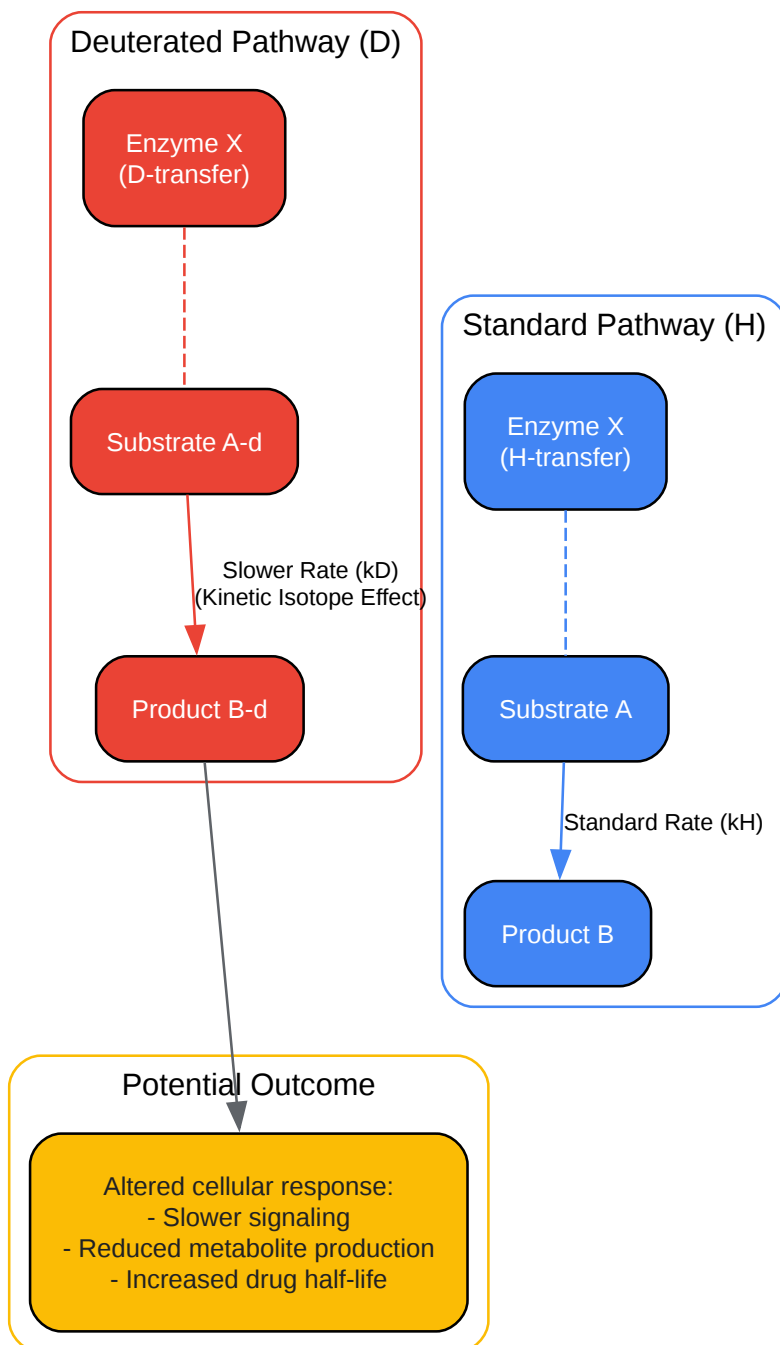 Deuterated Pathway (D)
Enzyme X
(D-transfer)
Substrate A-d
Slower Rate (kD)
(Kinetic Isotope Effect)
Product B-d
Standard Pathway (H)
Enzyme X
(H-transfer)
Substrate A
Standard Rate (kH)
Product B
Potential Outcome
Altered cellular response:
- Slower signaling
- Reduced metabolite production
- Increased drug half-life